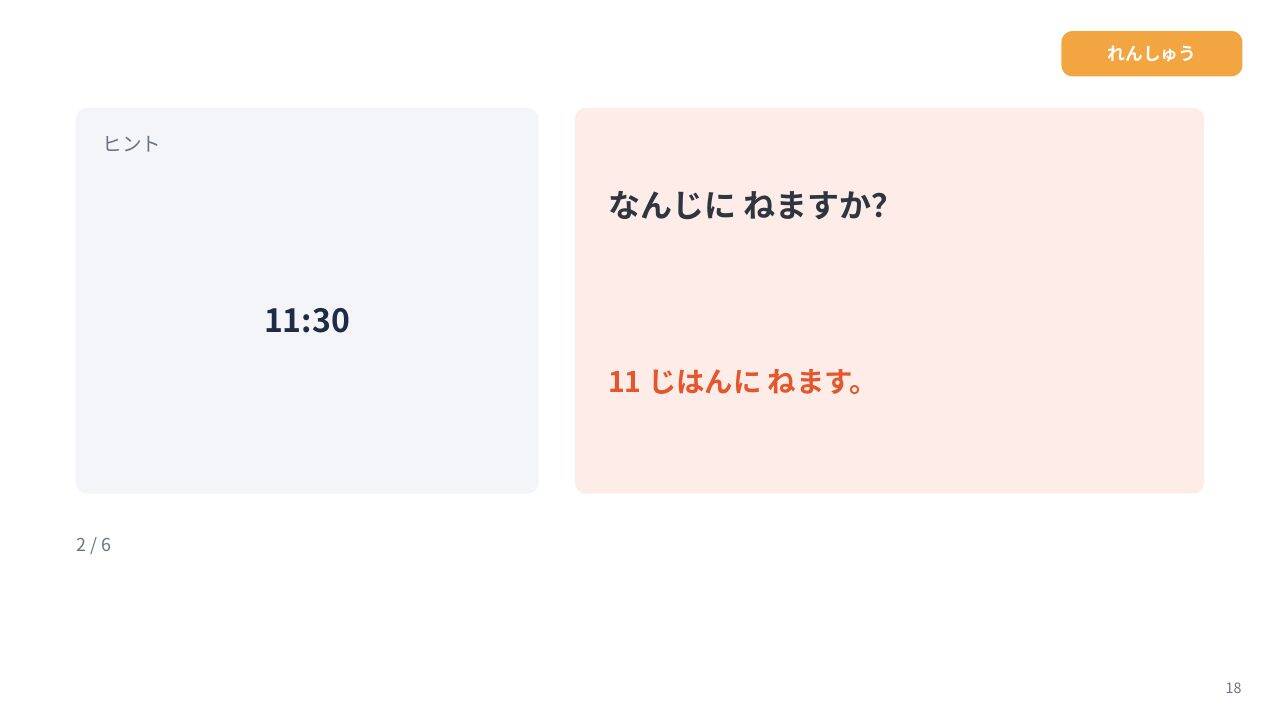 れんしゅう
ヒント
11:30
なんじに ねますか?
11 じはんに ねます。
2 / 6
18